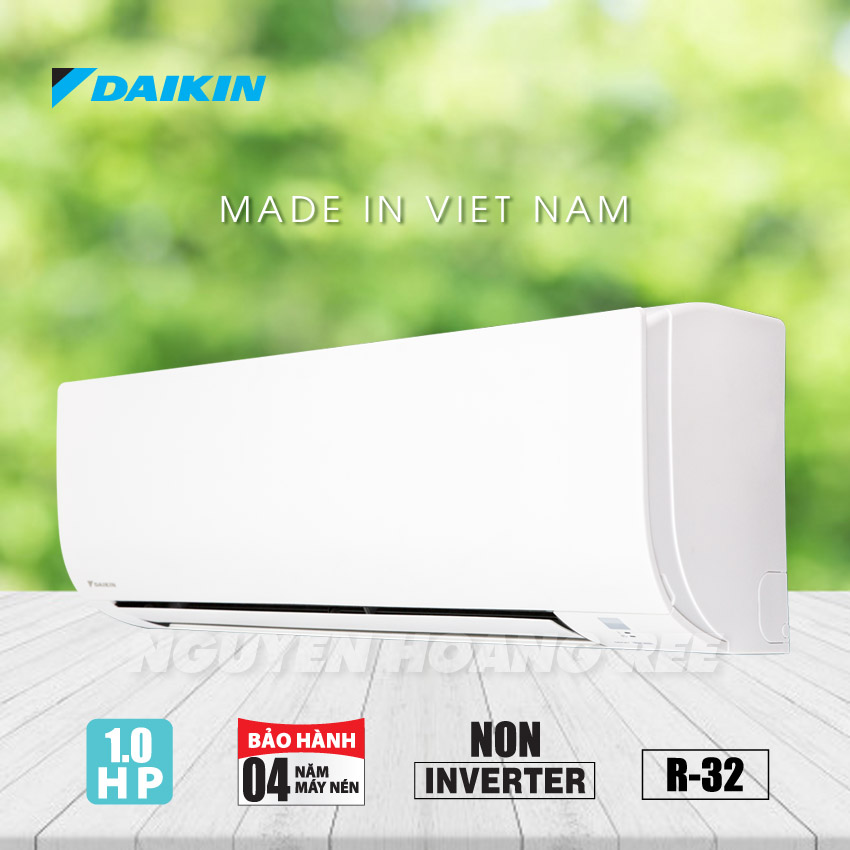 DAIKIN
MADE IN VIET NAM
DAIKIN
NGUYEN HOANG REE
1.0
HP
BẢO HÀNH
04 NĂM
MÁY NÉN
NON
INVERTER
R-32